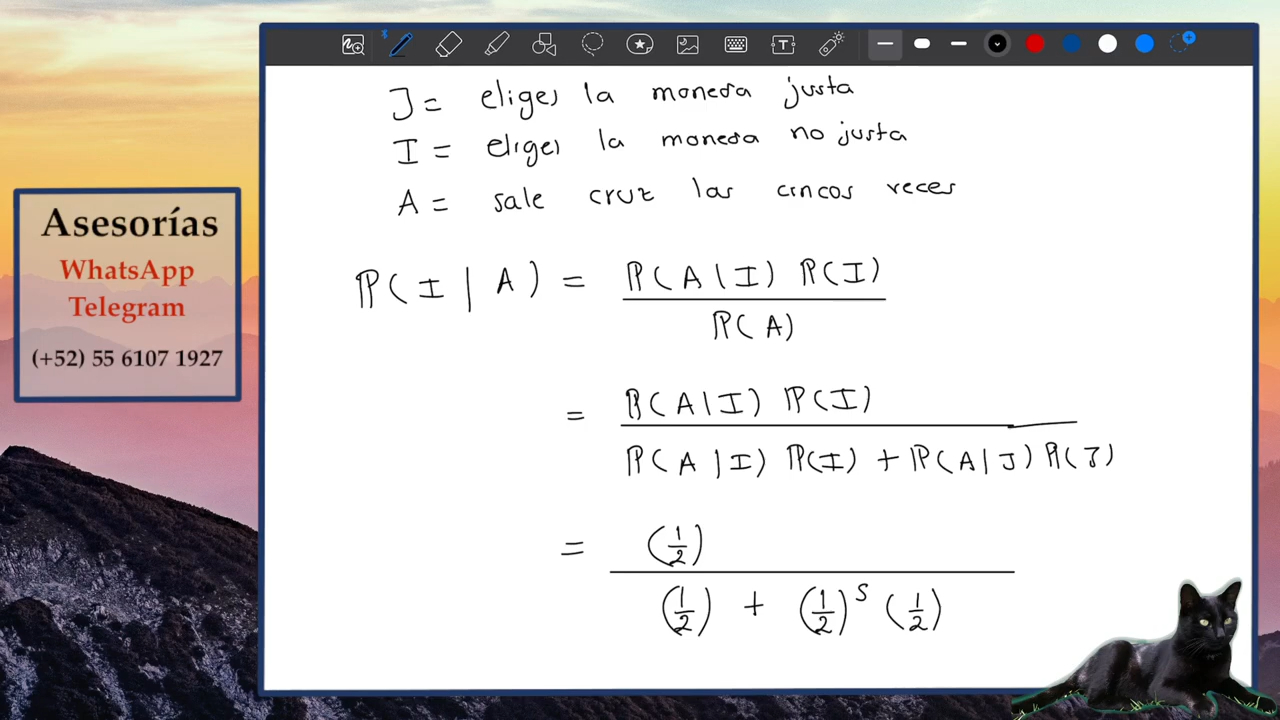 Asesorías
WhatsApp
Telegram
(+52) 55 6107 1927
J = eliges la moneda justa
I = eliges la moneda no justa
A = sale cruz las cincos veces
ℙ(I | A) = ℙ(A | I) ℙ(I)
ℙ(A)
= ℙ(A | I) ℙ(I)
ℙ(A | I) ℙ(I) + ℙ(A | J) ℙ(J)
= (1/2)
(1/2) + (1/2)^5 (1/2)